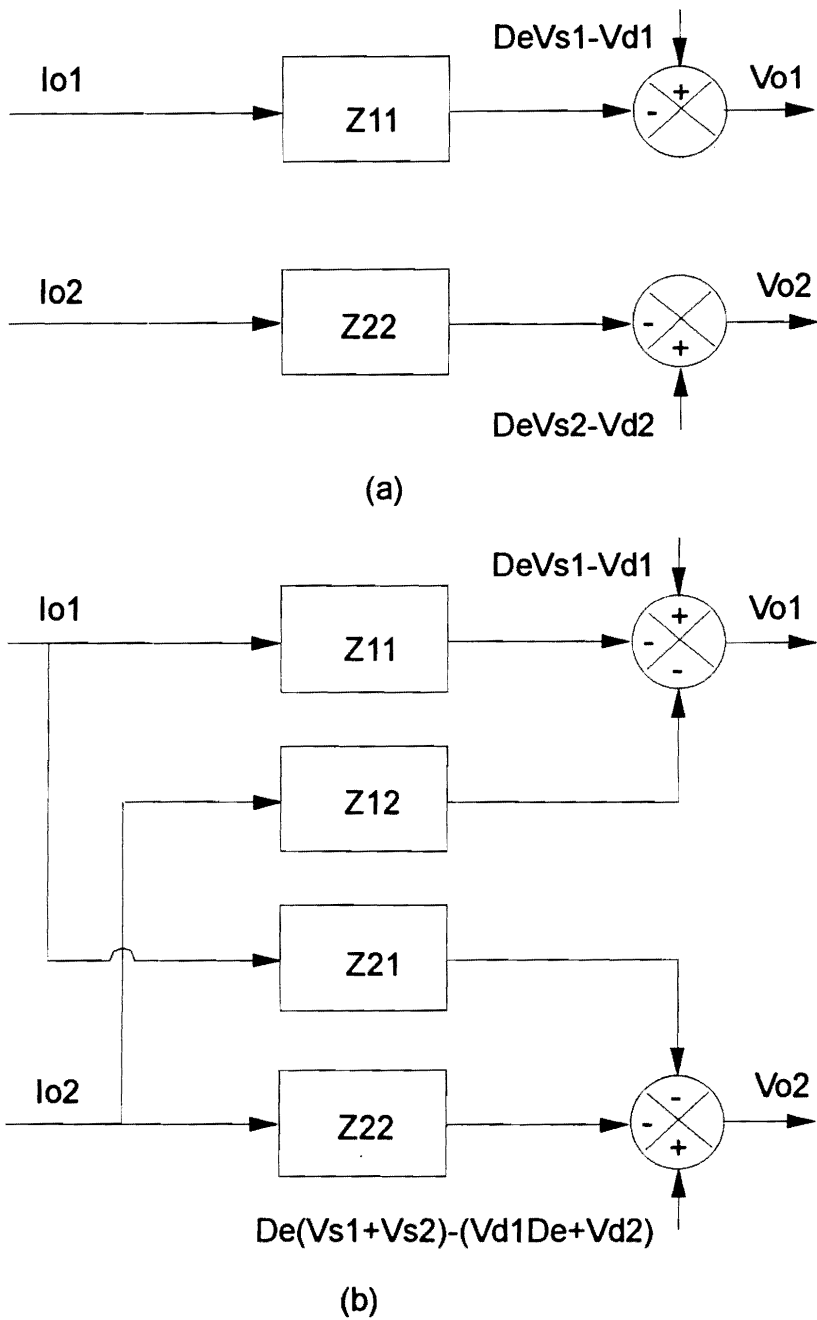 DeVs1-Vd1
Io1
Z11
+
-
Vo1
Io2
Z22
-
+
Vo2
DeVs2-Vd2
(a)
DeVs1-Vd1
Io1
Z11
+
-
-
Vo1
Z12
Z21
Io2
Z22
-
-
+
Vo2
De(Vs1+Vs2)-(Vd1De+Vd2)
(b)